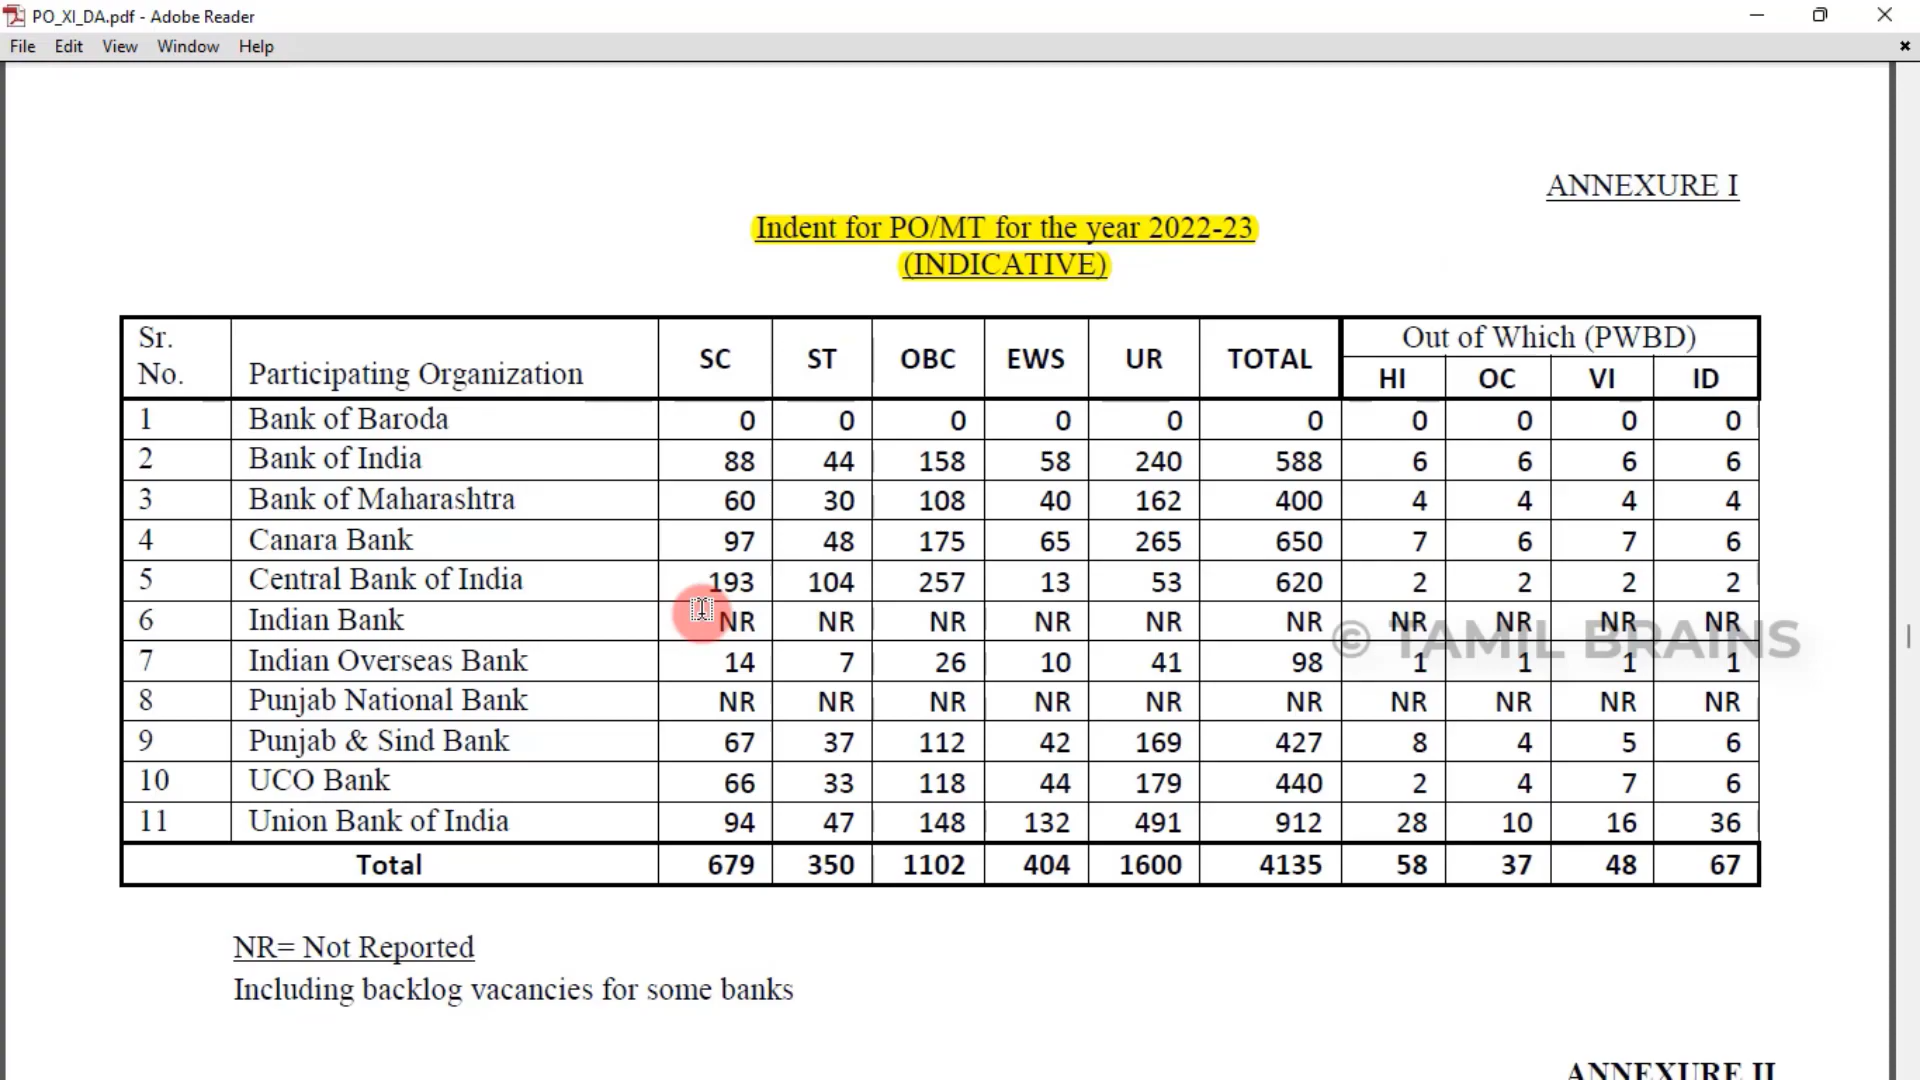 PO_XI_DA.pdf - Adobe Reader
File Edit View Window Help
ANNEXURE I
Indent for PO/MT for the year 2022-23
(INDICATIVE)
Sr. No. Participating Organization SC ST OBC EWS UR TOTAL Out of Which (PWBD)
HI OC VI ID
1 Bank of Baroda 0 0 0 0 0 0 0 0 0 0
2 Bank of India 88 44 158 58 240 588 6 6 6 6
3 Bank of Maharashtra 60 30 108 40 162 400 4 4 4 4
4 Canara Bank 97 48 175 65 265 650 7 6 7 6
5 Central Bank of India 193 104 257 13 53 620 2 2 2 2
6 Indian Bank NR NR NR NR NR NR NR NR NR NR
© TAMIL BRAINS
7 Indian Overseas Bank 14 7 26 10 41 98 1 1 1 1
8 Punjab National Bank NR NR NR NR NR NR NR NR NR NR
9 Punjab & Sind Bank 67 37 112 42 169 427 8 4 5 6
10 UCO Bank 66 33 118 44 179 440 2 4 7 6
11 Union Bank of India 94 47 148 132 491 912 28 10 16 36
Total 679 350 1102 404 1600 4135 58 37 48 67
NR= Not Reported
Including backlog vacancies for some banks
ANNEXURE II